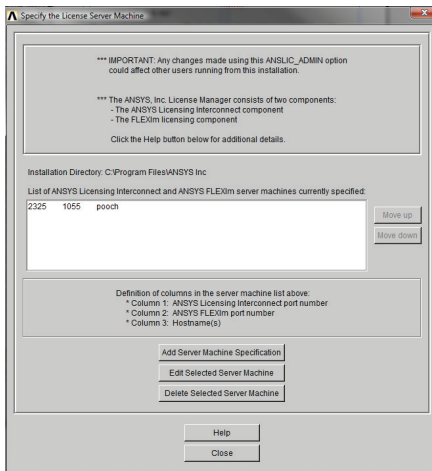 Specify the License Server Machine
*** IMPORTANT: Any changes made using this ANSLIC_ADMIN option
could affect other users running from this installation.
*** The ANSYS, Inc. License Manager consists of two components:
- The ANSYS Licensing Interconnect component
- The FLEXlm licensing component
Click the Help button below for additional details.
Installation Directory: C:\Program Files\ANSYS Inc
List of ANSYS Licensing Interconnect and ANSYS FLEXlm server machines currently specified:
2325 1055 pooch
Move up
Move down
Definition of columns in the server machine list above:
* Column 1: ANSYS Licensing Interconnect port number
* Column 2: ANSYS FLEXlm port number
* Column 3: Hostname(s)
Add Server Machine Specification
Edit Selected Server Machine
Delete Selected Server Machine
Help
Close